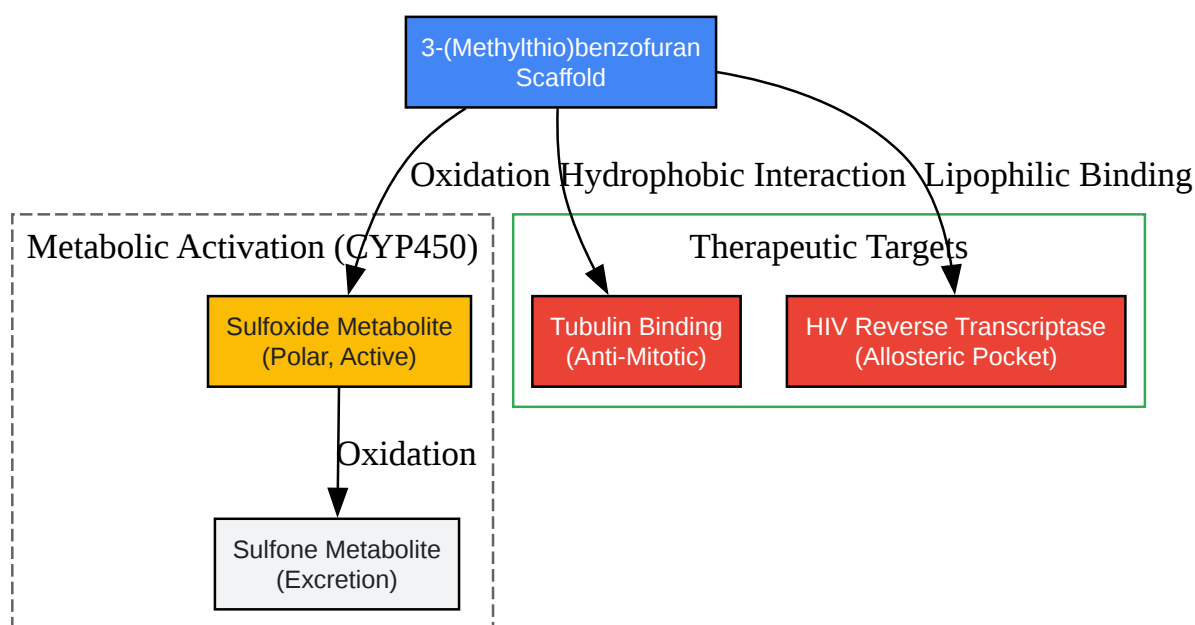 3-(Methylthio)benzofuran
Scaffold
Oxidation
Hydrophobic Interaction
Lipophilic Binding
Metabolic Activation (CYP450)
Therapeutic Targets
Sulfoxide Metabolite
(Polar, Active)
Tubulin Binding
(Anti-Mitotic)
HIV Reverse Transcriptase
(Allosteric Pocket)
Oxidation
Sulfone Metabolite
(Excretion)